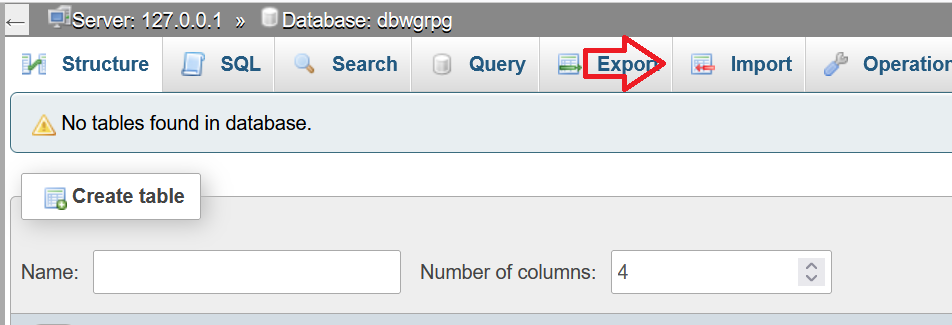 ← Server: 127.0.0.1 » Database: dbwgrpg
Structure SQL Search Query Export Import Operation
No tables found in database.
Create table
Name: Number of columns: 4